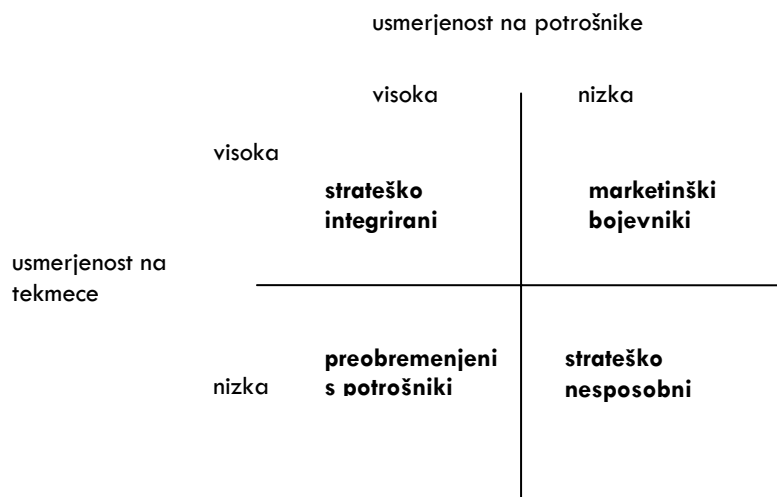 usmerjenost na potrošnike
visoka nizka
visoka
strateško
integrirani
marketinški
bojevniki
usmerjenost na
tekmece
preobremenjeni
s potrošniki
strateško
nesposobni
nizka